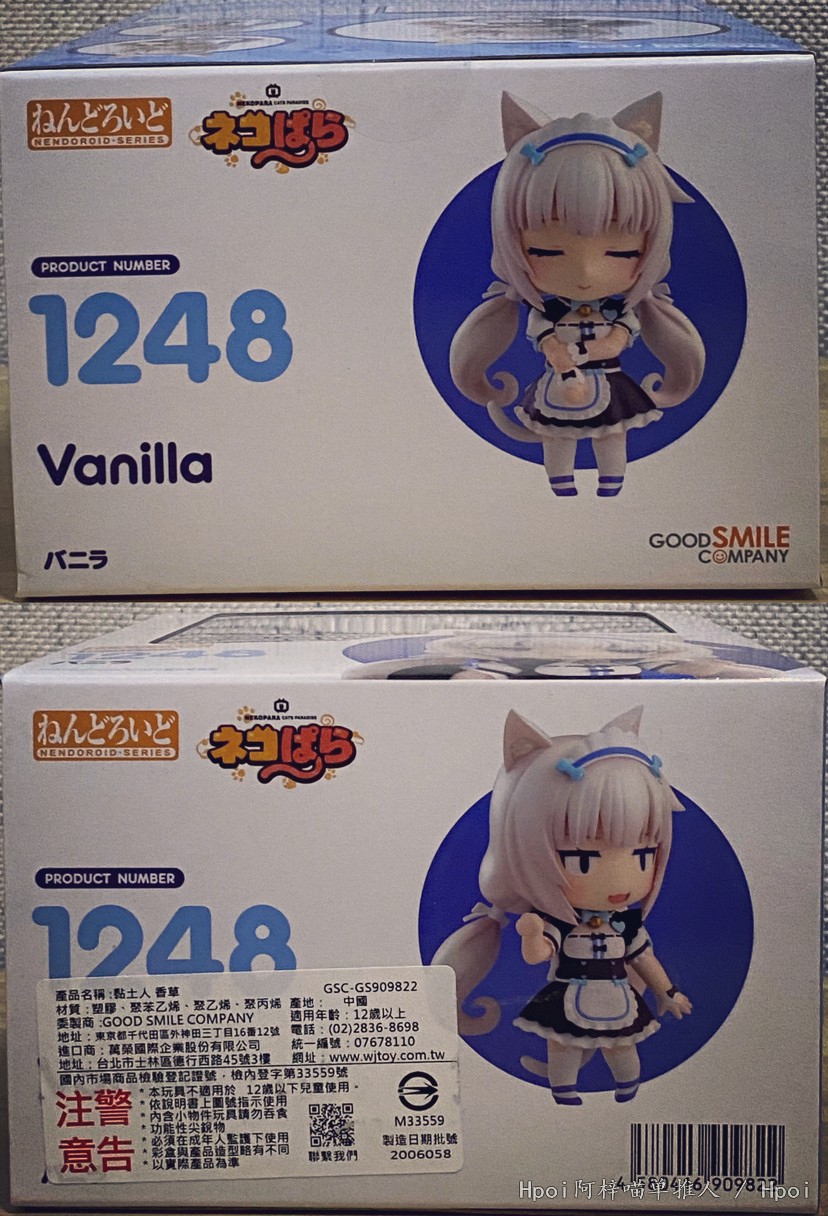 ねんどろいど
NENDOROID・SERIES
NEKOPARA CATS PARADISE
ネコぱら
PRODUCT NUMBER
1248
Vanilla
バニラ
GOOD SMILE
COMPANY
1248
ねんどろいど
NENDOROID・SERIES
NEKOPARA CATS PARADISE
ネコぱら
PRODUCT NUMBER
1248
產品名稱:黏土人 香草
GSC-GS909822
材質:塑膠、聚苯乙烯、聚乙烯、聚丙烯
產地: 中國
委製商:GOOD SMILE COMPANY
適用年齡:12歲以上
地址:東京都千代田區外神田三丁目16番12號
電話:(02)2836-8698
進口商:萬榮國際企業股份有限公司
統一編號:07678110
地址:台北市士林區德行西路45號3樓
網址:www.wjtoy.com.tw
國內市場商品檢驗登記證號,檢內登字第33559號
注警
意告
*本玩具不適用於 12歲以下兒童使用。
*依說明書上圖號指示使用
*內含小物件玩具請勿吞食
*功能性尖銳物
*必須在成年人監護下使用
*彩盒與產品造型略有不同
*以實際產品為準
聯繫我們
M33559
製造日期批號
2006058
4 580416 909822
Hpoi阿梓喵单推人 / Hpoi